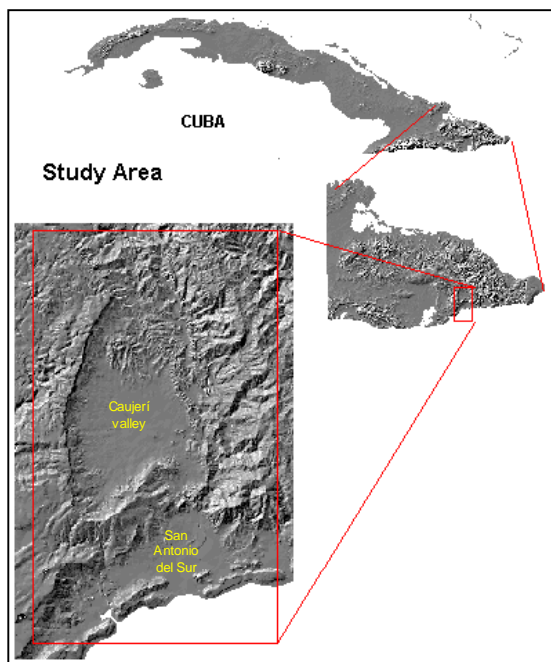 CUBA
Study Area
Caujerí
valley
San
Antonio
del Sur